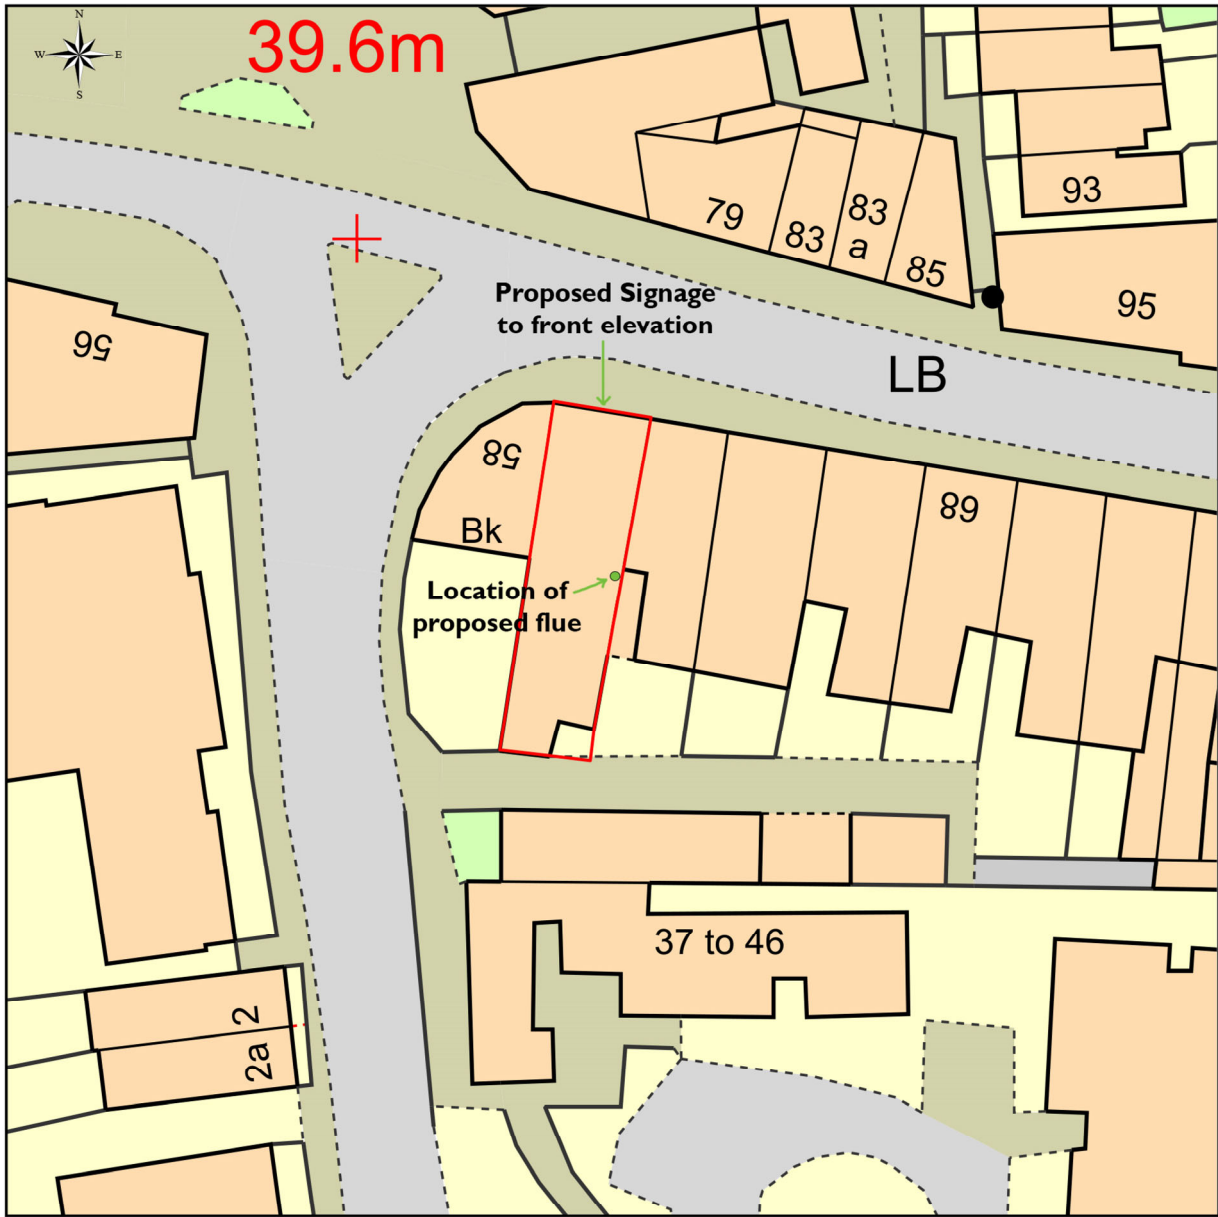 N
W E
S
39.6m
93
79
83
83
a
85
95
Proposed Signage
to front elevation
56
LB
58
68
Bk
Location of
proposed flue
37 to 46
2
2a